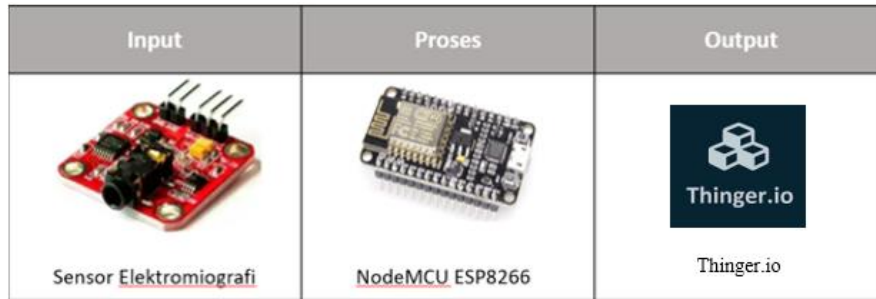 Input
Proses
Output
Thinger.io
Sensor Elektromiografi
NodeMCU ESP8266
Thinger.io